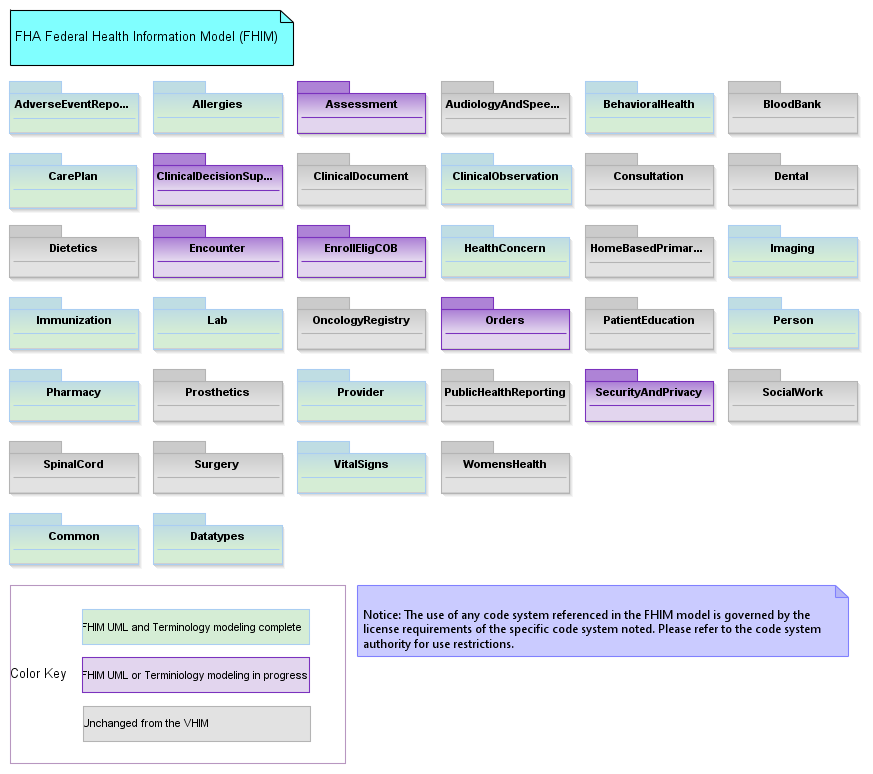 FHA Federal Health Information Model (FHIM)
AdverseEventRepo...
Allergies
Assessment
AudiologyAndSpee...
BehavioralHealth
BloodBank
CarePlan
ClinicalDecisionSup...
ClinicalDocument
ClinicalObservation
Consultation
Dental
Dietetics
Encounter
EnrollEligCOB
HealthConcern
HomeBasedPrimar...
Imaging
Immunization
Lab
OncologyRegistry
Orders
PatientEducation
Person
Pharmacy
Prosthetics
Provider
PublicHealthReporting
SecurityAndPrivacy
SocialWork
SpinalCord
Surgery
VitalSigns
WomensHealth
Common
Datatypes
Color Key
FHIM UML and Terminology modeling complete
FHIM UML or Terminiology modeling in progress
Unchanged from the VHIM
Notice: The use of any code system referenced in the FHIM model is governed by the
license requirements of the specific code system noted. Please refer to the code system
authority for use restrictions.